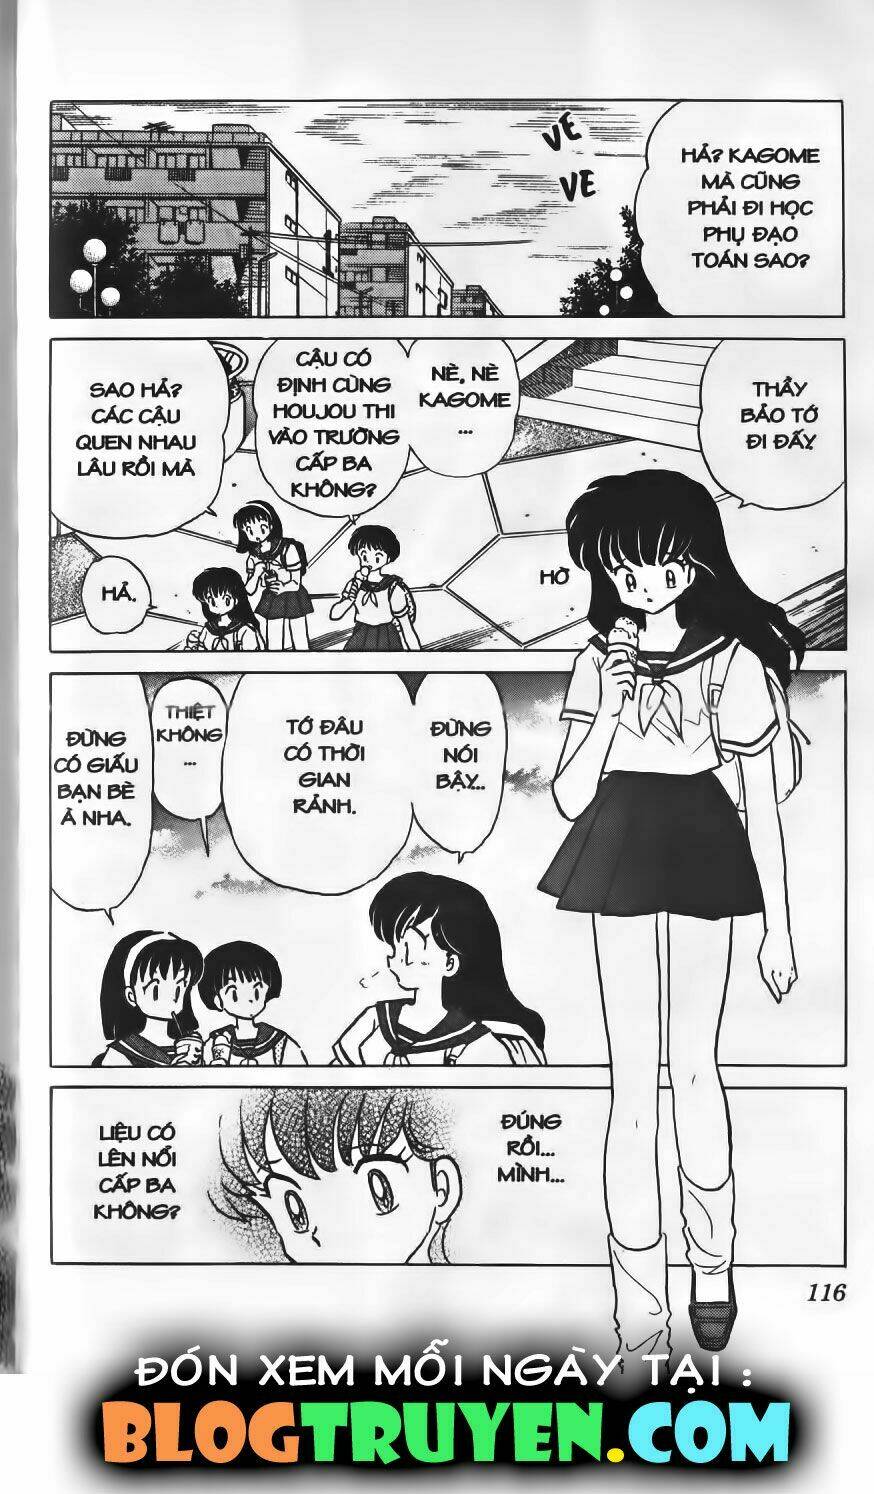 HẢ? KAGOME
MÀ CŨNG
PHẢI ĐI HỌC
PHỤ ĐẠO
TOÁN SAO?
VE
VE
THẦY
BẢO TỚ
ĐI ĐẤY.
NÈ, NÈ
KAGOME
...
CẬU CÓ
ĐỊNH CÙNG
HOUJOU THI
VÀO TRƯỜNG
CẤP BA
KHÔNG?
SAO HẢ?
CÁC CẬU
QUEN NHAU
LÂU RỒI MÀ
HỜ
HẢ.
ĐỪNG
NÓI
BẬY...
TỚ ĐÂU
CÓ THỜI
GIAN
RẢNH.
THIỆT
KHÔNG
...
ĐỪNG
CÓ GIẤU
BẠN BÈ
À NHA.
ĐÚNG
RỒI...
MÌNH...
LIỆU CÓ
LÊN NỔI
CẤP BA
KHÔNG?
116
ĐÓN XEM MỖI NGÀY TẠI :
BLOGTRUYEN.COM